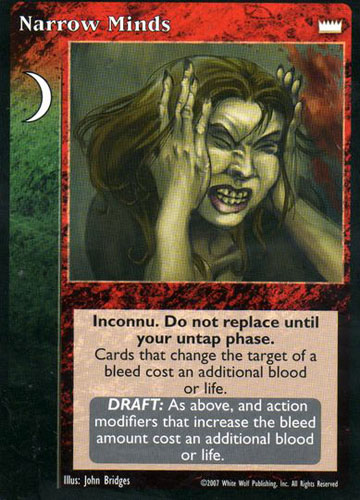 Narrow Minds
Inconnu. Do not replace until
your untap phase.
Cards that change the target of a
bleed cost an additional blood
or life.
DRAFT: As above, and action
modifiers that increase the bleed
amount cost an additional blood
or life.
Illus: John Bridges
©2007 White Wolf Publishing, Inc. All Rights Reserved